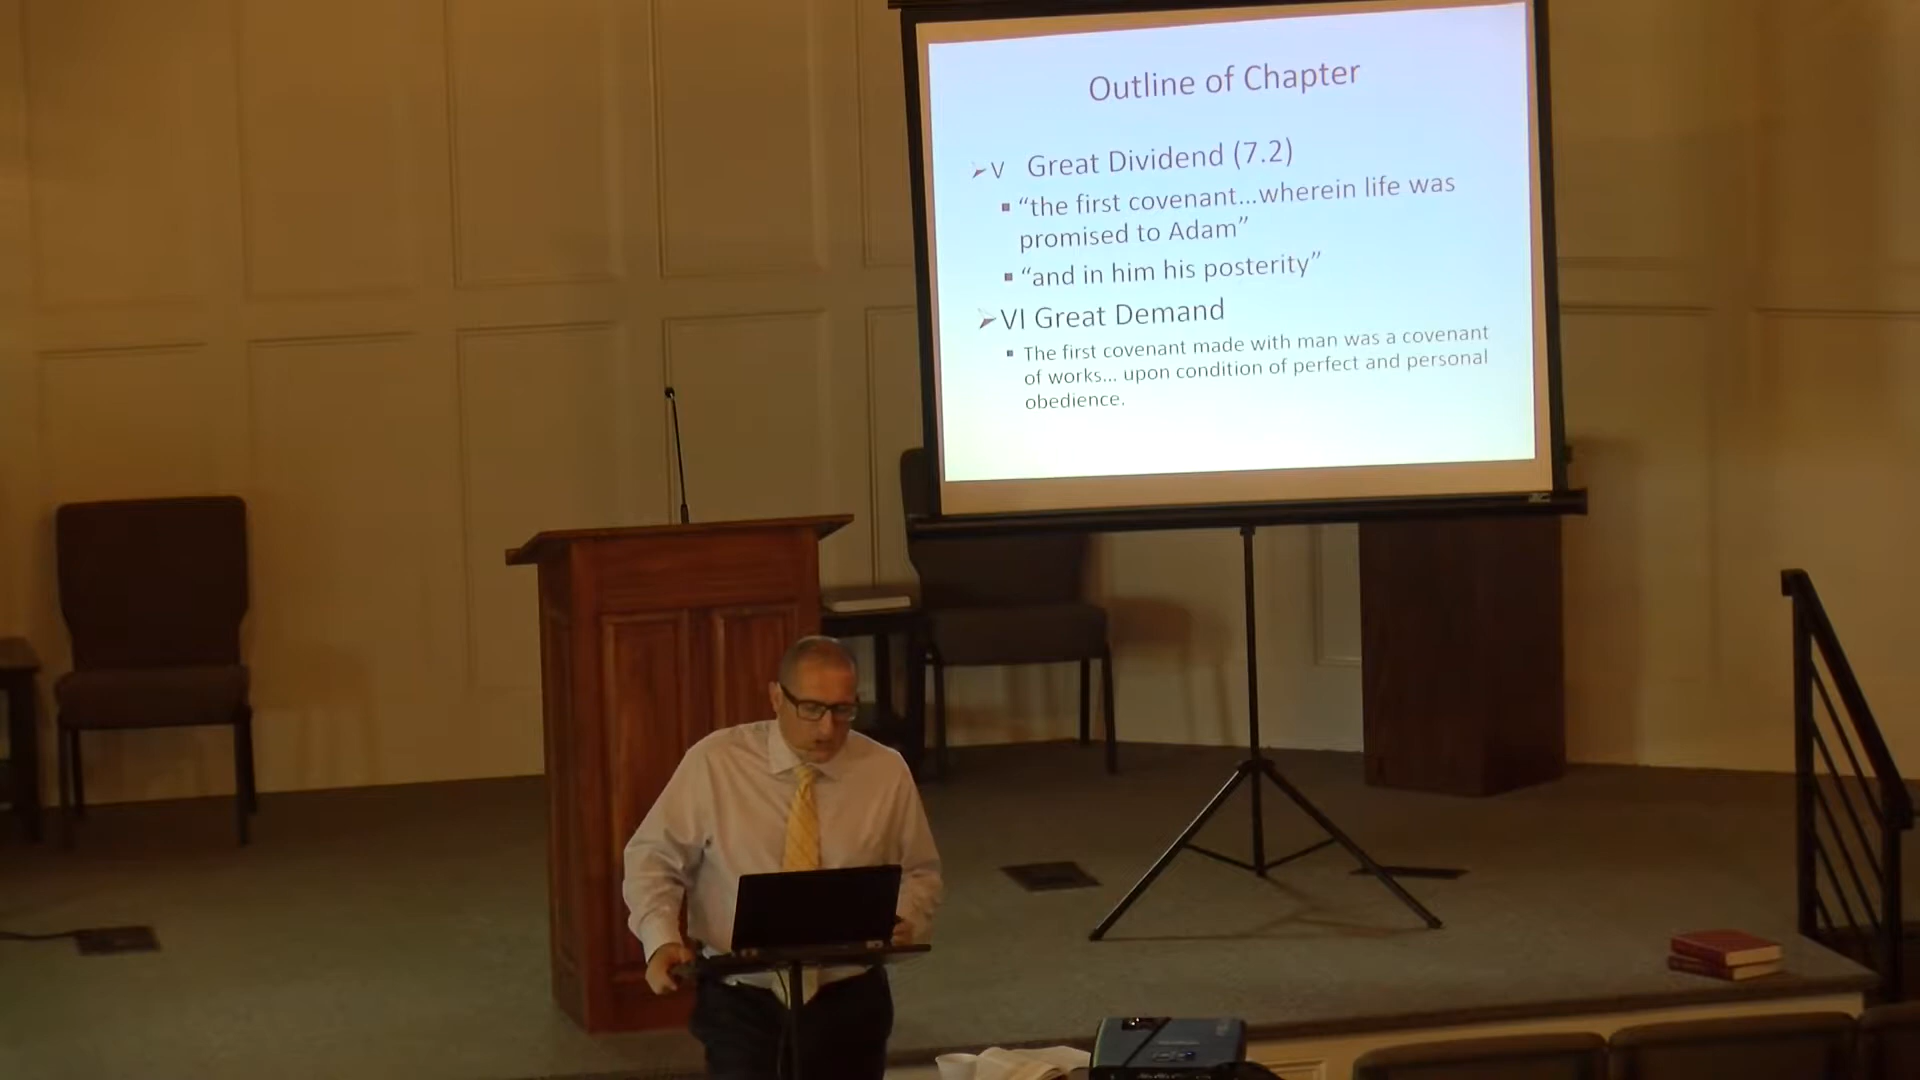 Outline of Chapter
V Great Dividend (7.2)
“the first covenant...wherein life was
promised to Adam”
“and in him his posterity”
VI Great Demand
The first covenant made with man was a covenant
of works... upon condition of perfect and personal
obedience.